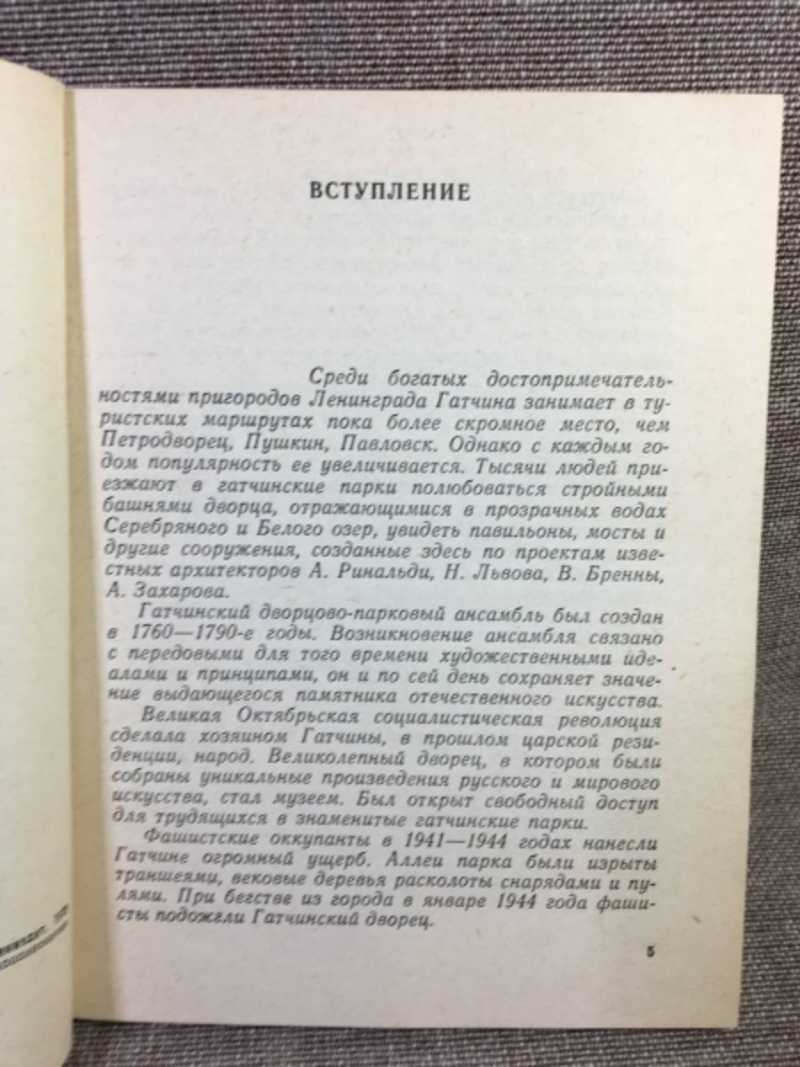 ВСТУПЛЕНИЕ
Среди богатых достопримечатель-
ностями пригородов Ленинграда Гатчина занимает в ту-
ристских маршрутах пока более скромное место, чем
Петродворец, Пушкин, Павловск. Однако с каждым го-
дом популярность ее увеличивается. Тысячи людей при-
езжают в гатчинские парки полюбоваться стройными
башнями дворца, отражающимися в прозрачных водах
Серебряного и Белого озер, увидеть павильоны, мосты и
другие сооружения, созданные здесь по проектам изве-
стных архитекторов А. Ринальди, Н. Львова, В. Бренны,
А. Захарова.
Гатчинский дворцово-парковый ансамбль был создан
в 1760—1790-е годы. Возникновение ансамбля связано
с передовыми для того времени художественными иде-
алами и принципами, он и по сей день сохраняет значе-
ние выдающегося памятника отечественного искусства.
Великая Октябрьская социалистическая революция
сделала хозяином Гатчины, в прошлом царской рези-
денции, народ. Великолепный дворец, в котором были
собраны уникальные произведения русского и мирового
искусства, стал музеем. Был открыт свободный доступ
для трудящихся в знаменитые гатчинские парки.
Фашистские оккупанты в 1941—1944 годах нанесли
Гатчине огромный ущерб. Аллеи парка были изрыты
траншеями, вековые деревья расколоты снарядами и пу-
лями. При бегстве из города в январе 1944 года фаши-
сты подожгли Гатчинский дворец.
5